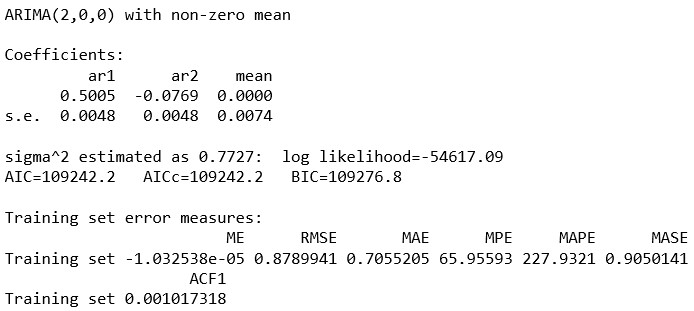 ARIMA(2,0,0) with non-zero mean
Coefficients:
ar1 ar2 mean
0.5005 -0.0769 0.0000
s.e. 0.0048 0.0048 0.0074
sigma^2 estimated as 0.7727: log likelihood=-54617.09
AIC=109242.2 AICc=109242.2 BIC=109276.8
Training set error measures:
ME RMSE MAE MPE MAPE MASE
Training set -1.032538e-05 0.8789941 0.7055205 65.95593 227.9321 0.9050141
ACF1
Training set 0.001017318